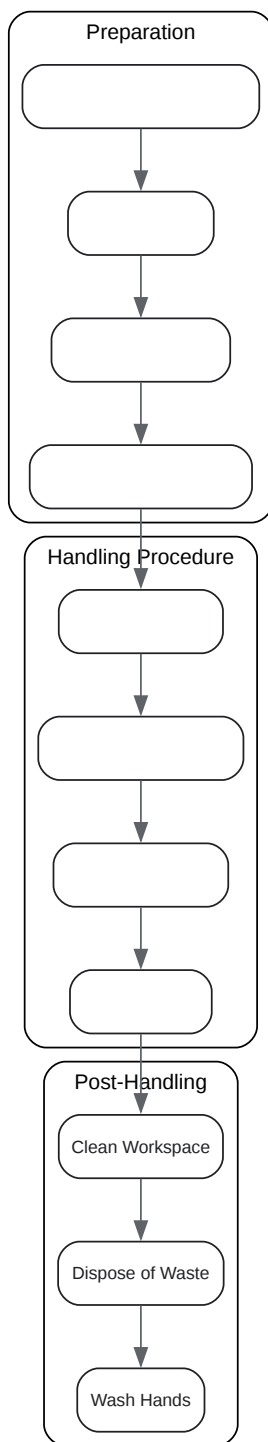 Preparation
Handling Procedure
Post-Handling
Clean Workspace
Dispose of Waste
Wash Hands